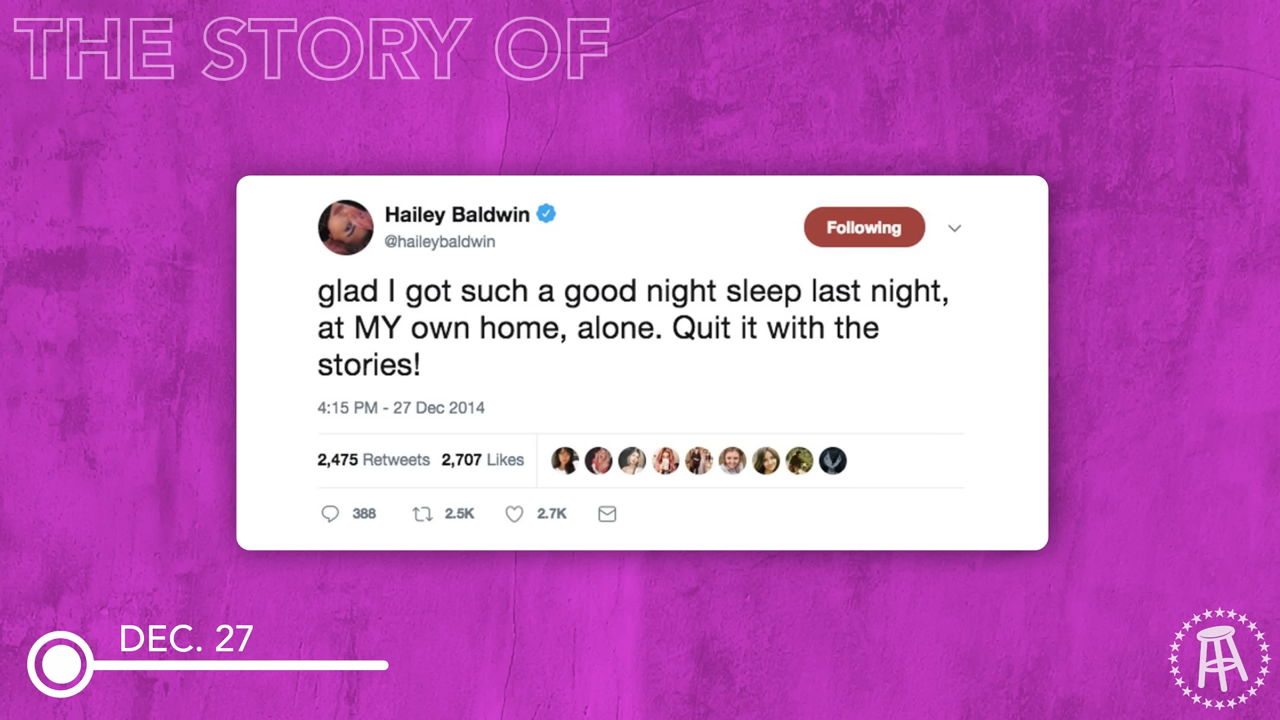 THE STORY OF
Hailey Baldwin
@haileybaldwin
Following
glad I got such a good night sleep last night,
at MY own home, alone. Quit it with the
stories!
4:15 PM - 27 Dec 2014
2,475 Retweets 2,707 Likes
388 2.5K 2.7K
DEC. 27